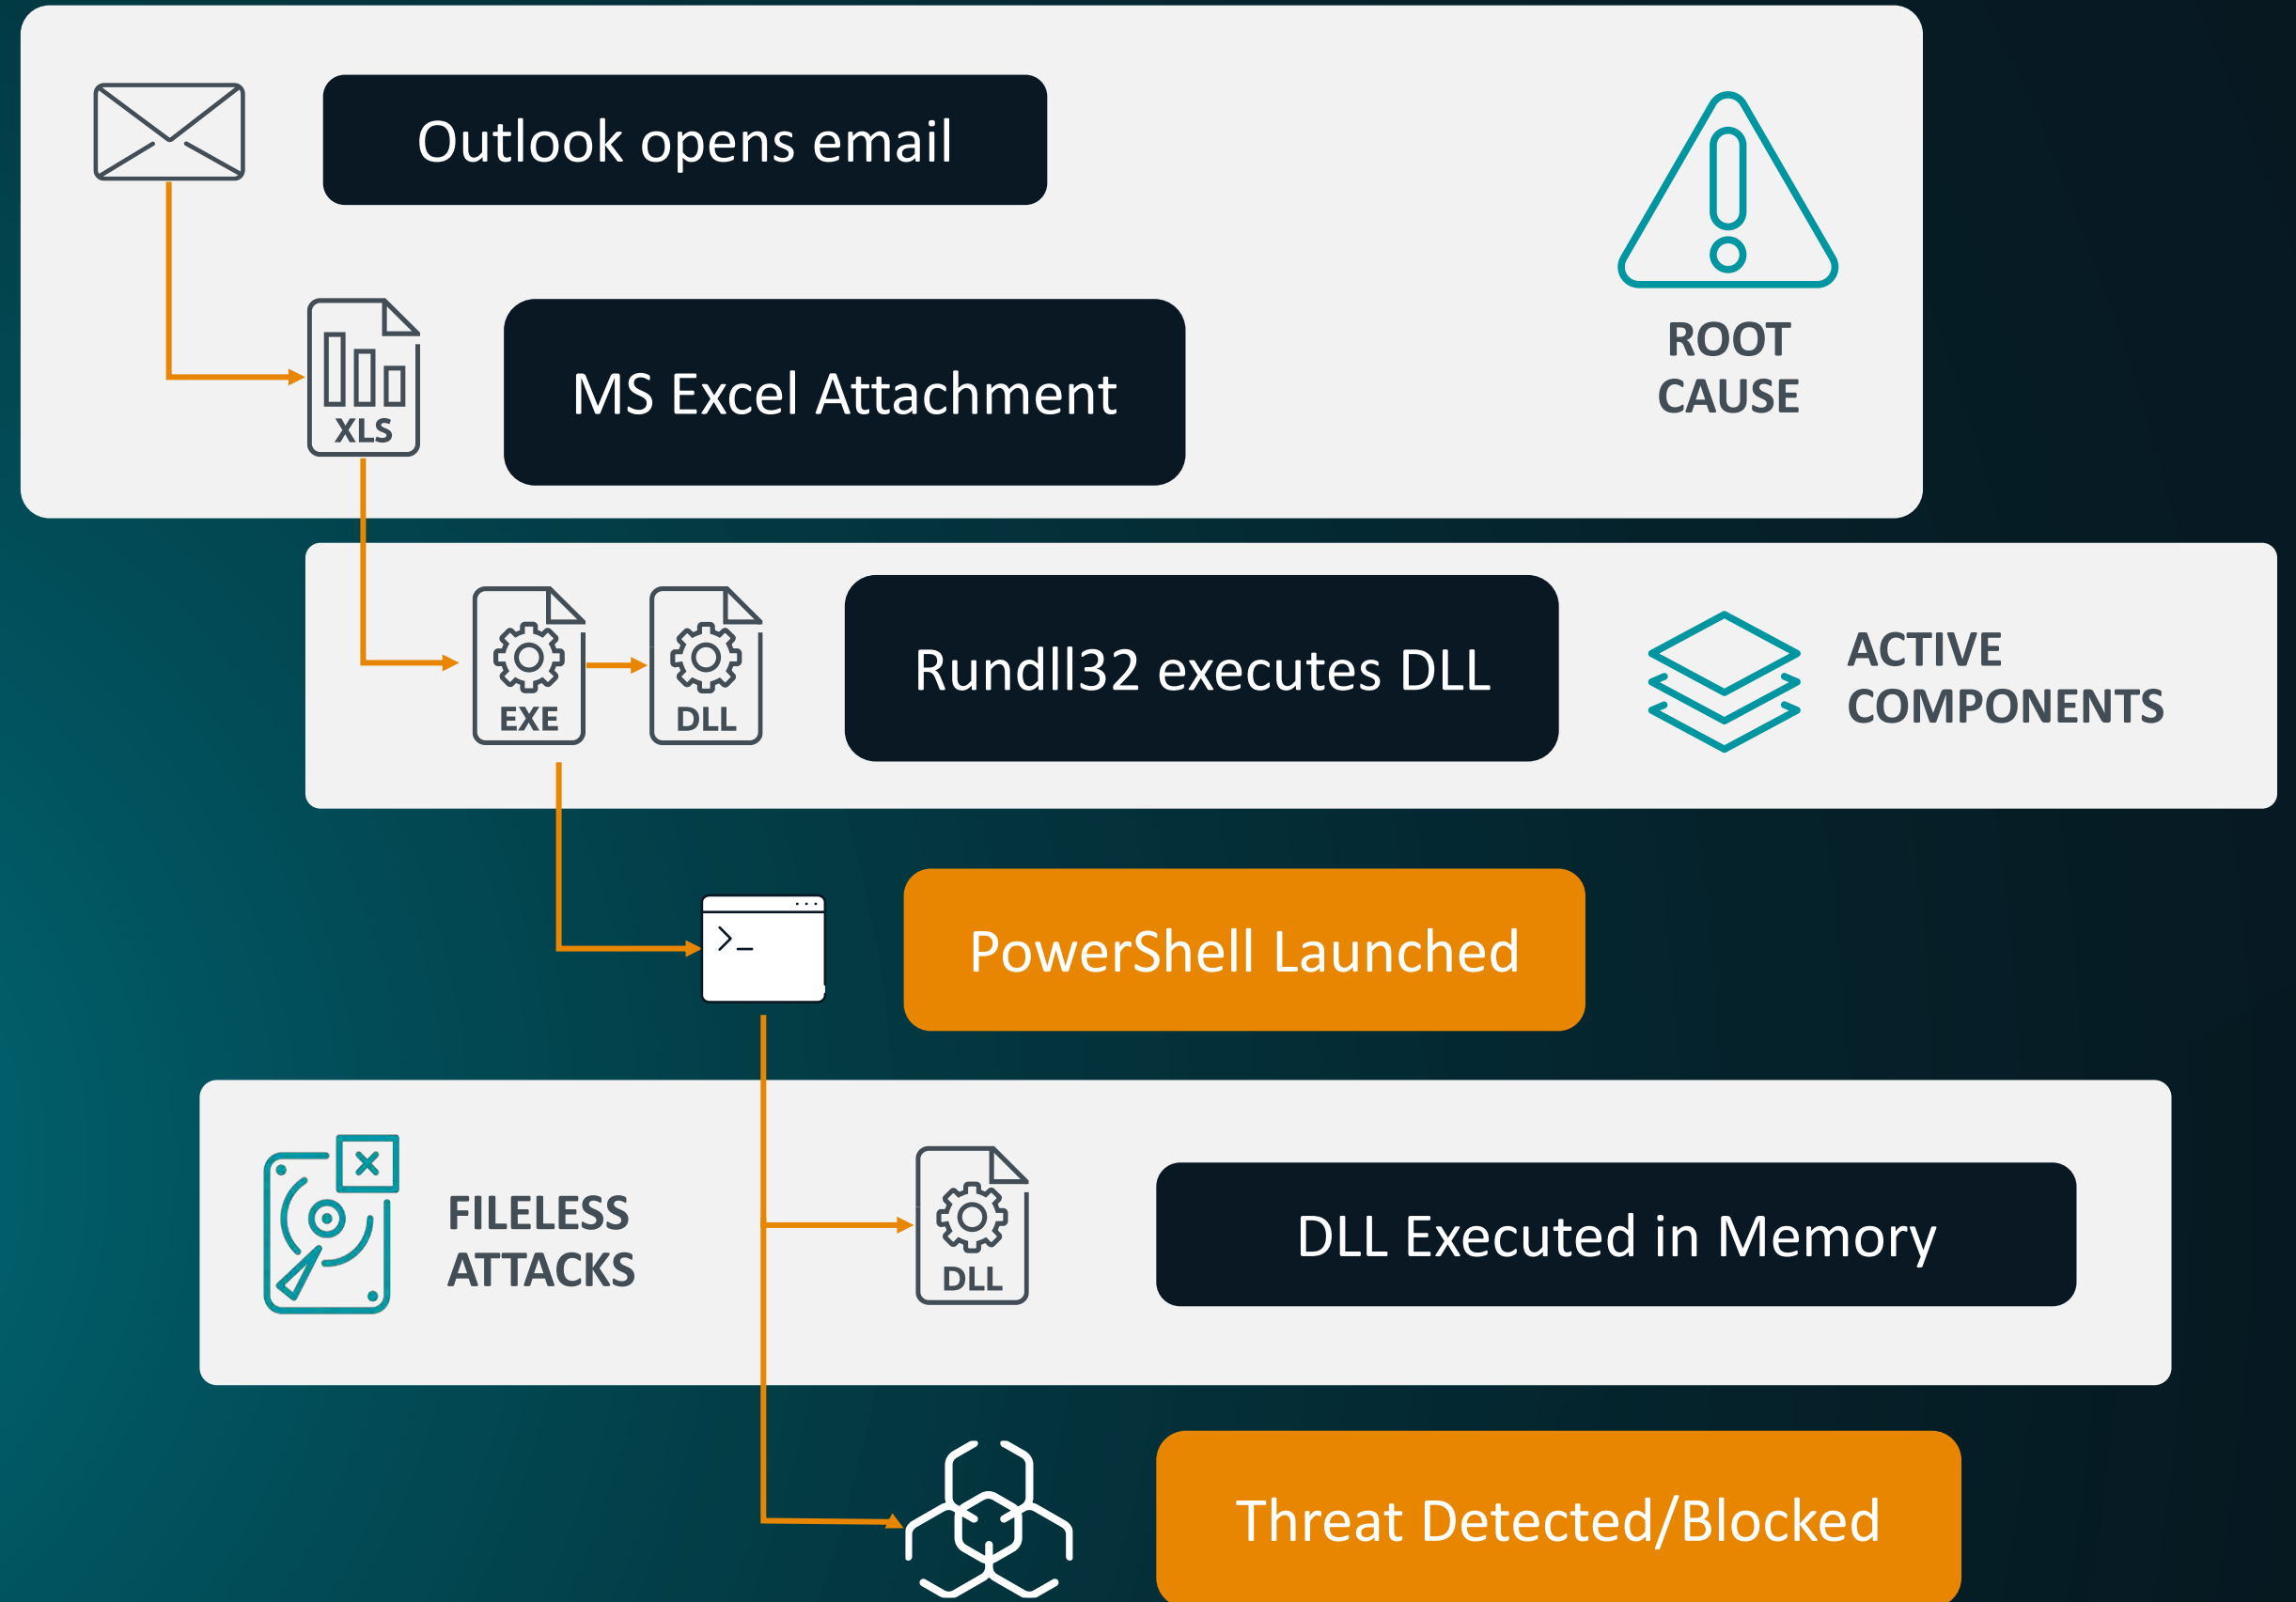 Outlook opens email
XLS
MS Excel Attachment
ROOT
CAUSE
EXE
DLL
Rundll32 executes DLL
ACTIVE
COMPONENTS
>_
PowerShell Launched
FILELESS
ATTACKS
DLL
DLL Executed in Memory
Threat Detected/Blocked